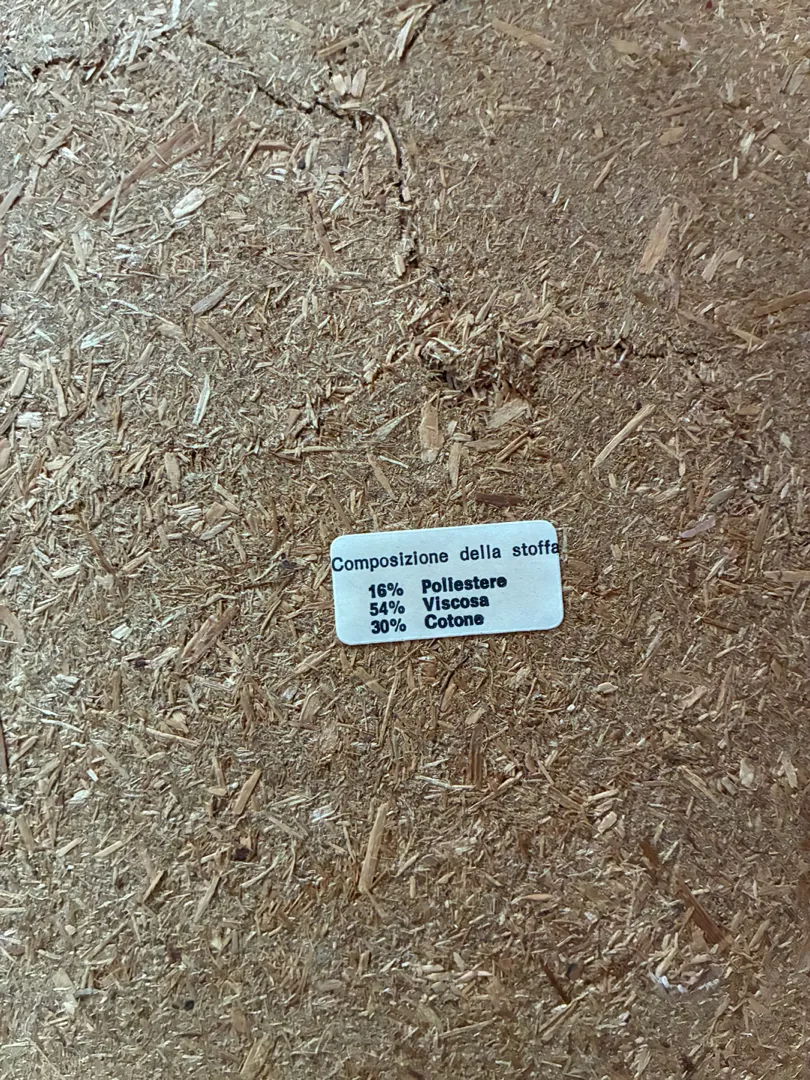 Composizione della stoffa
16% Poliestere
54% Viscosa
30% Cotone